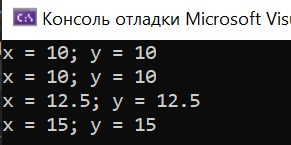 Консоль отладки Microsoft Visu
x = 10; y = 10
x = 10; y = 10
x = 12.5; y = 12.5
x = 15; y = 15